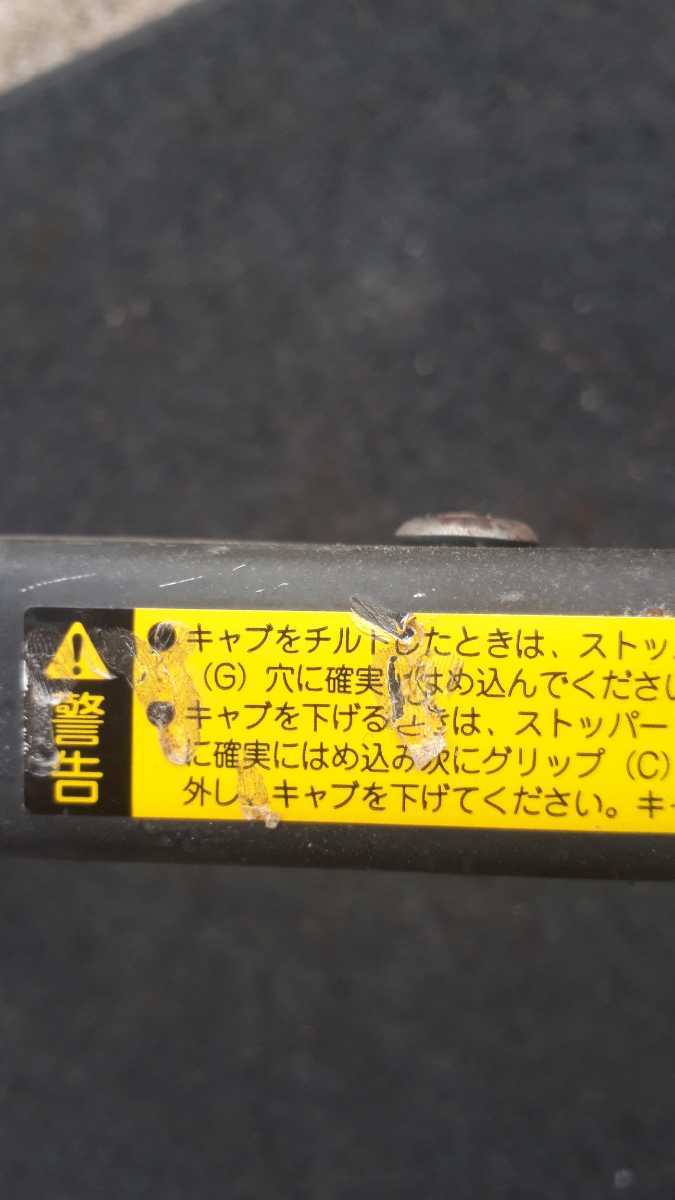 警告
●キャブをチルトしたときは、ストッ
（G）穴に確実にはめ込んでくださ
●キャブを下げるときは、ストッパー
に確実にはめ込み次にグリップ（C）
外し、キャブを下げてください。キ